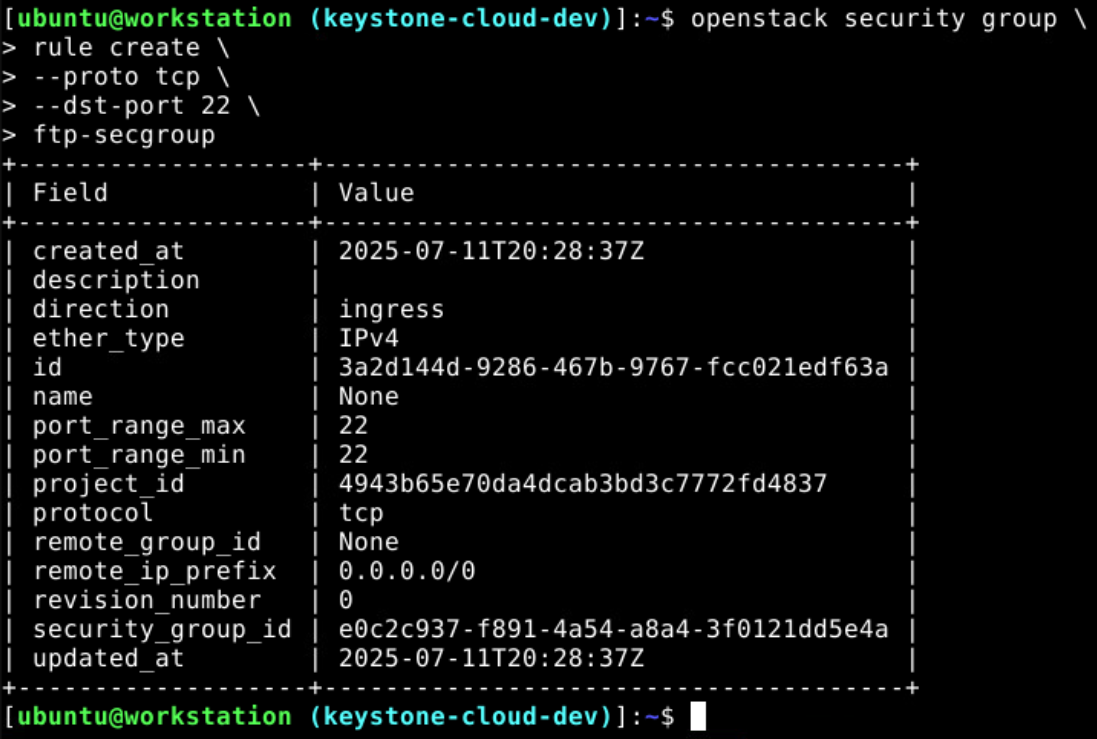 [ubuntu@workstation (keystone-cloud-dev)]:~$ openstack security group \
> rule create \
> --proto tcp \
> --dst-port 22 \
> ftp-secgroup
+-------------------+--------------------------------------+
| Field             | Value                                |
+-------------------+--------------------------------------+
| created_at        | 2025-07-11T20:28:37Z                 |
| description       |                                      |
| direction         | ingress                              |
| ether_type        | IPv4                                 |
| id                | 3a2d144d-9286-467b-9767-fcc021edf63a |
| name              | None                                 |
| port_range_max    | 22                                   |
| port_range_min    | 22                                   |
| project_id        | 4943b65e70da4dcab3bd3c7772fd4837     |
| protocol          | tcp                                  |
| remote_group_id   | None                                 |
| remote_ip_prefix  | 0.0.0.0/0                            |
| revision_number   | 0                                    |
| security_group_id | e0c2c937-f891-4a54-a8a4-3f0121dd5e4a |
| updated_at        | 2025-07-11T20:28:37Z                 |
+-------------------+--------------------------------------+
[ubuntu@workstation (keystone-cloud-dev)]:~$